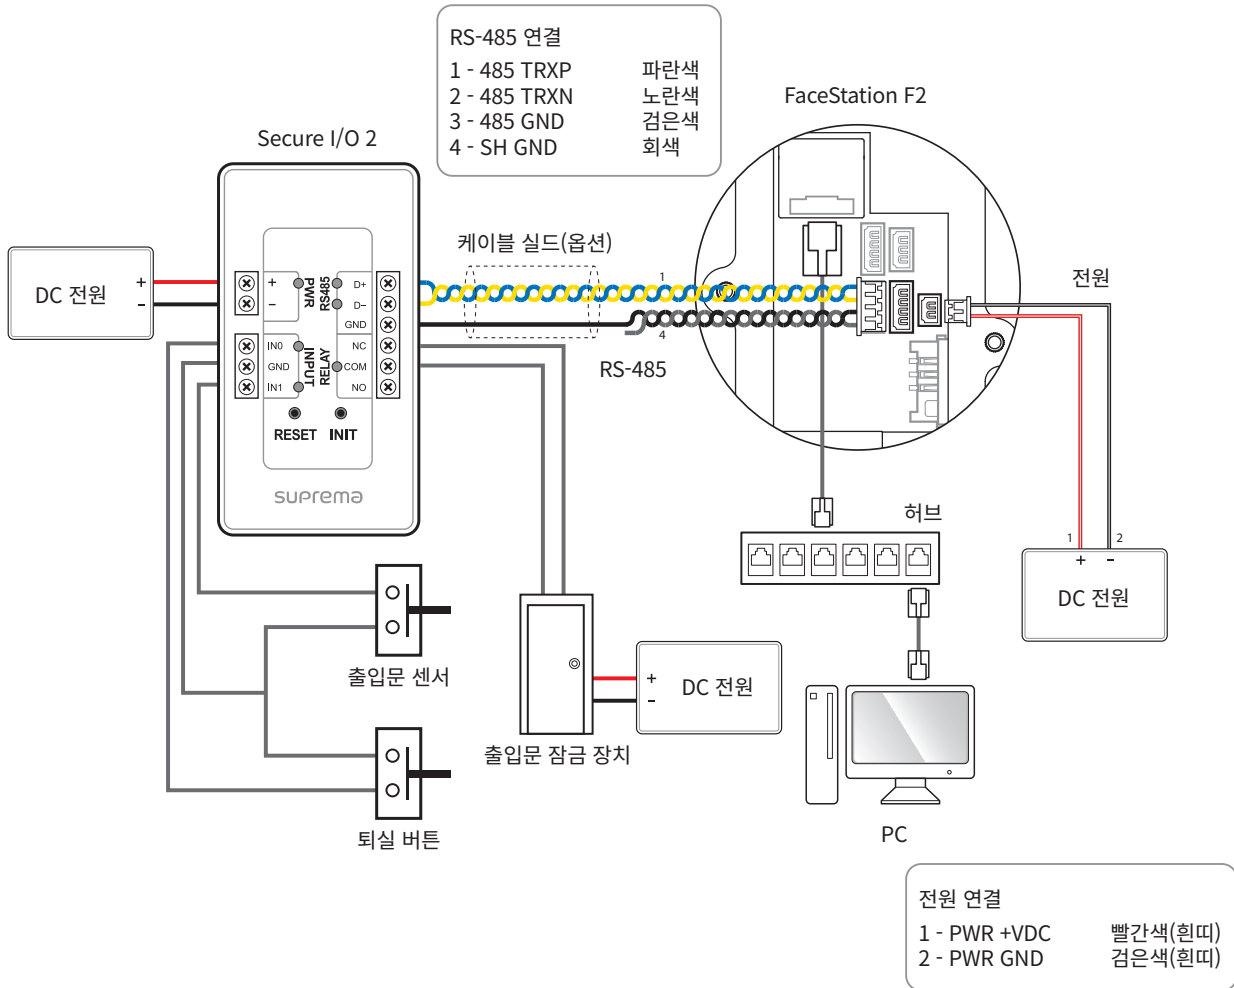 RS-485 연결
1 - 485 TRXP 파란색
2 - 485 TRXN 노란색
3 - 485 GND 검은색
4 - SH GND 회색
FaceStation F2
Secure I/O 2
케이블 실드(옵션)
전원
DC 전원
+
-
+
-
PWR
RS485
D+
D-
GND
IN0
GND
IN1
INPUT
RELAY
NC
COM
NO
RESET INIT
suprema
1
4
RS-485
허브
1 2
+ -
DC 전원
출입문 센서
+
-
DC 전원
출입문 잠금 장치
퇴실 버튼
PC
전원 연결
1 - PWR +VDC 빨간색(흰띠)
2 - PWR GND 검은색(흰띠)